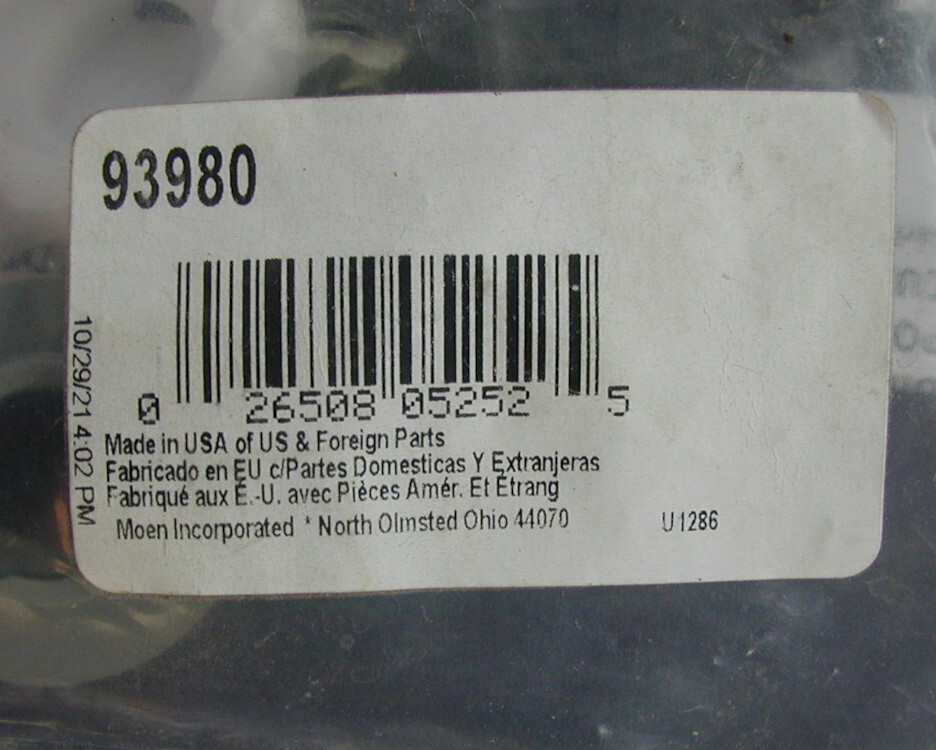 93980
0 26508 05252 5
Made in USA of US & Foreign Parts
Fabricado en EU c/Partes Domesticas Y Extranjeras
Fabriqué aux É.-U. avec Pièces Amér. Et Étrang
Moen Incorporated * North Olmsted Ohio 44070 U1286
10/29/21 4:02 PM